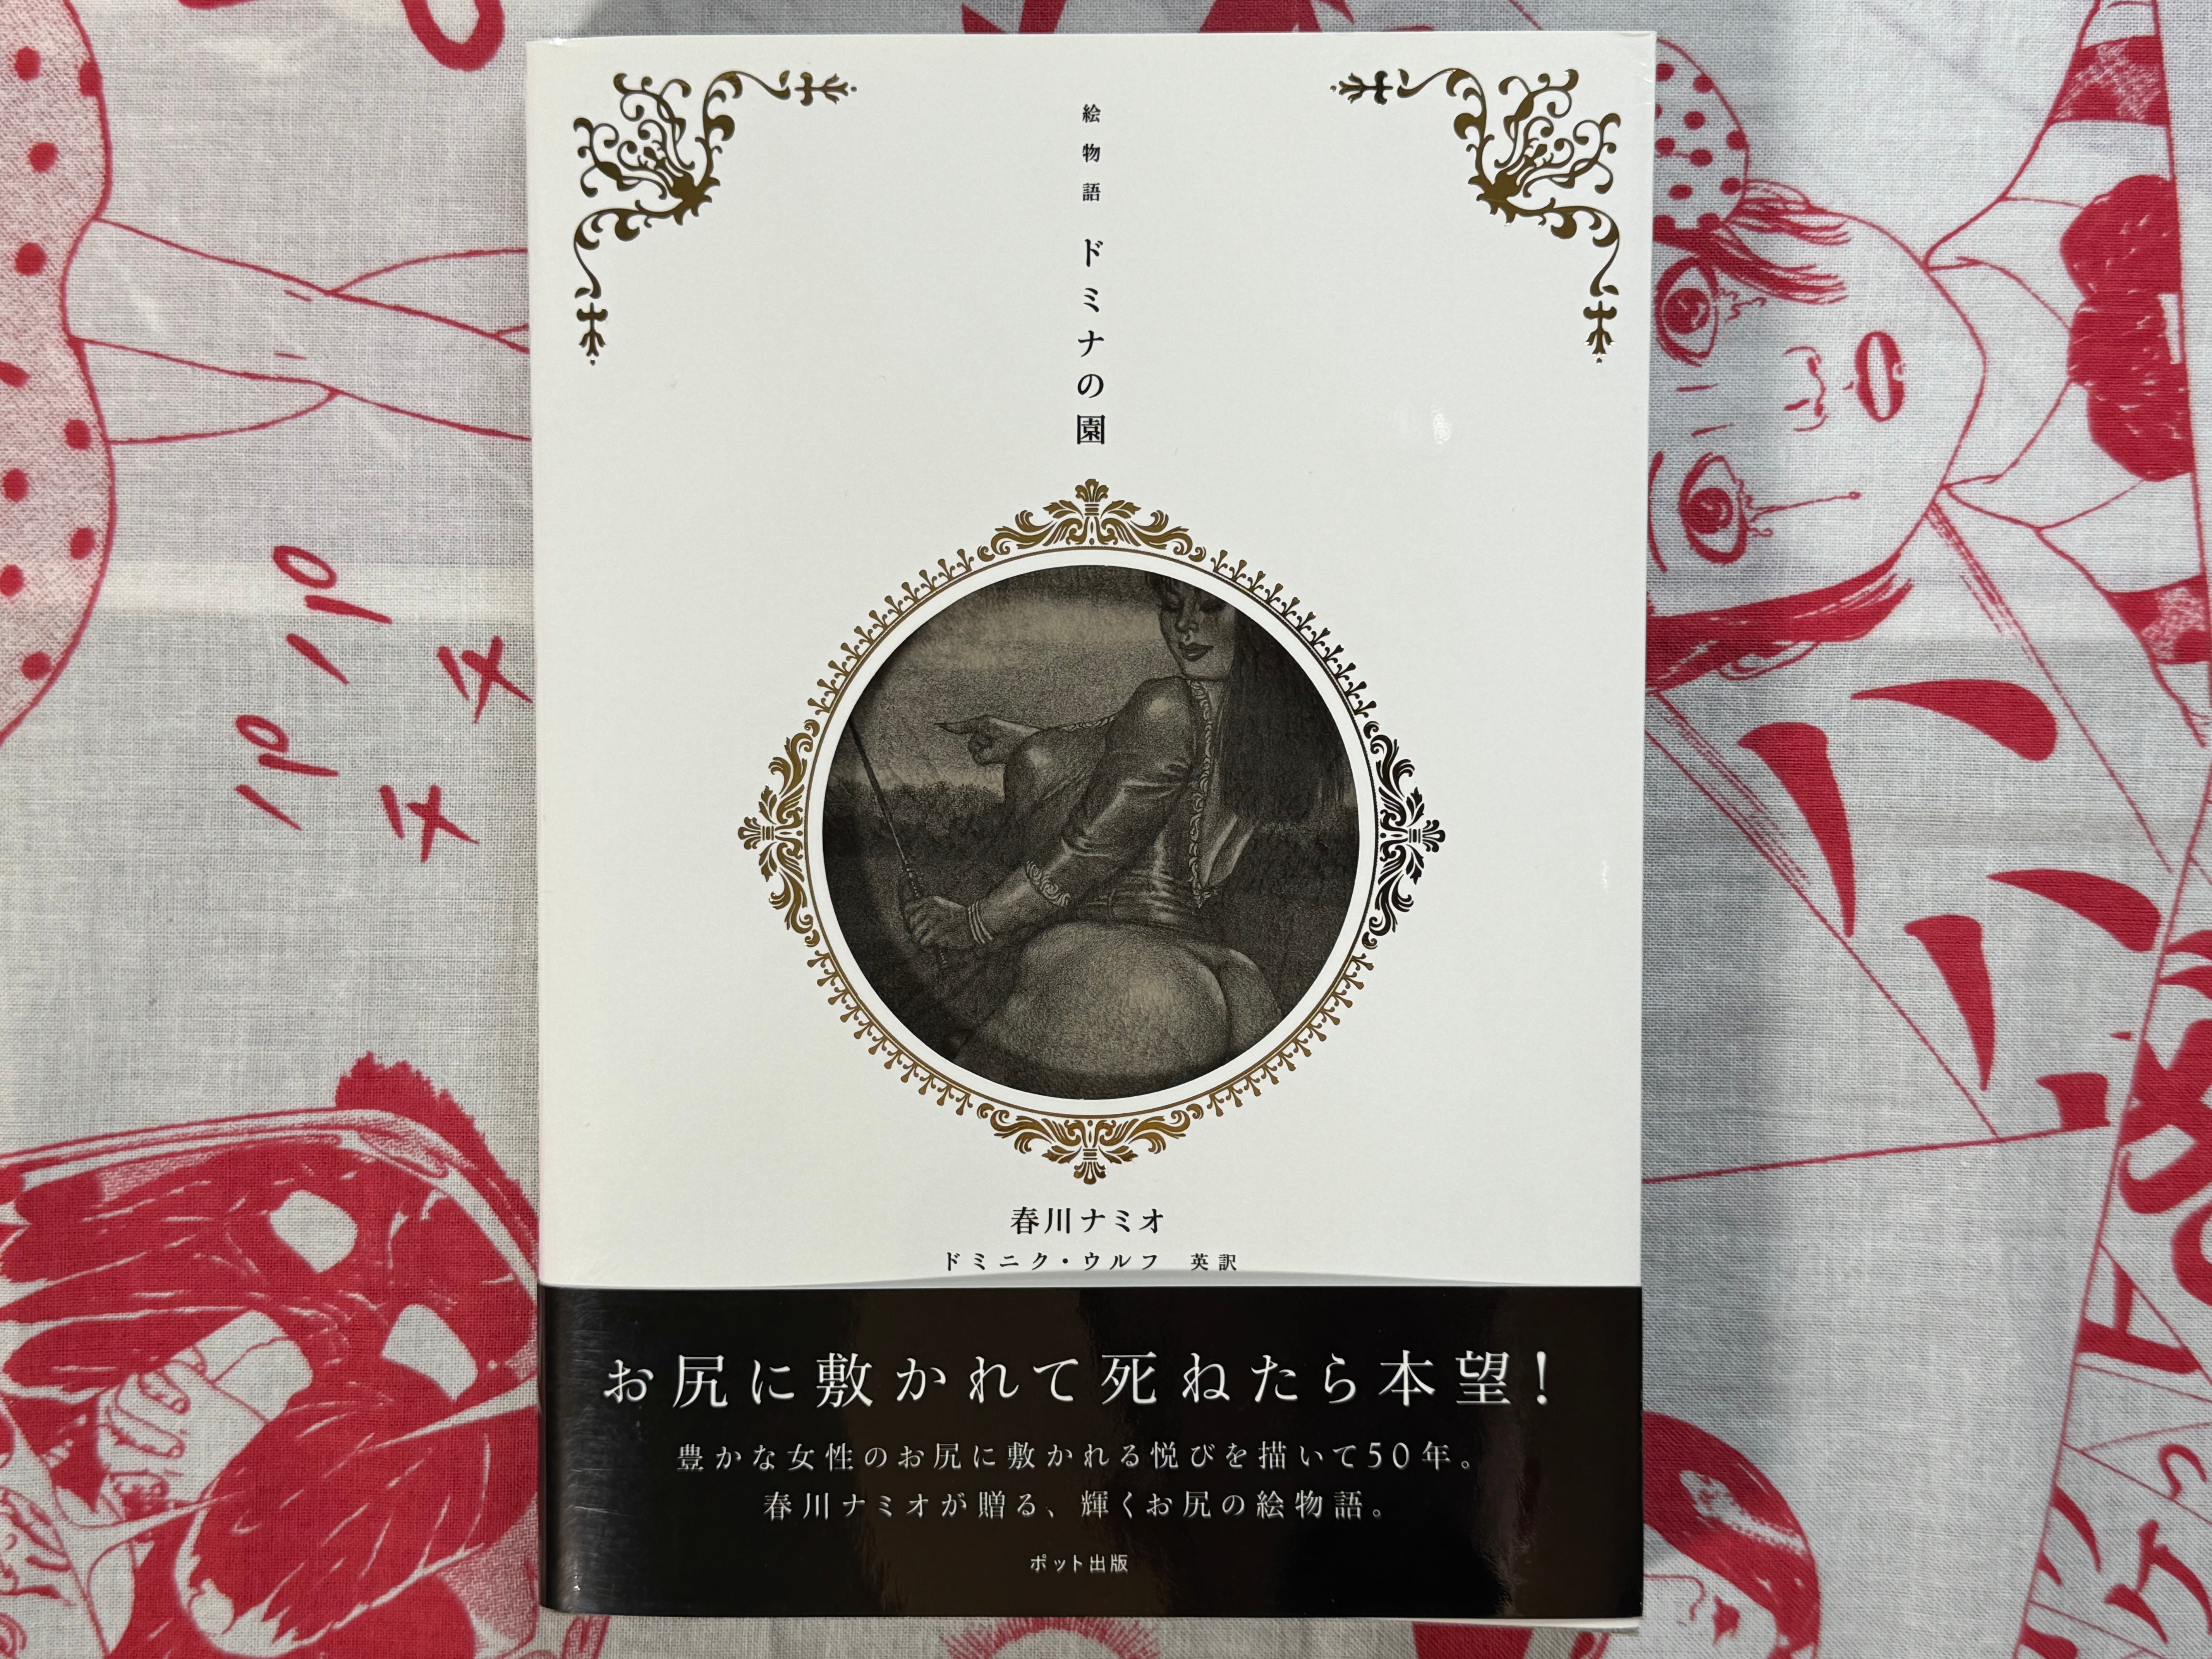 絵物語 ドミナの園
春川ナミオ
ドミニク・ウルフ 英訳
お尻に敷かれて死ねたら本望!
豊かな女性のお尻に敷かれる悦びを描いて50年。
春川ナミオが贈る、輝くお尻の絵物語。
ポット出版
パチ
パチ